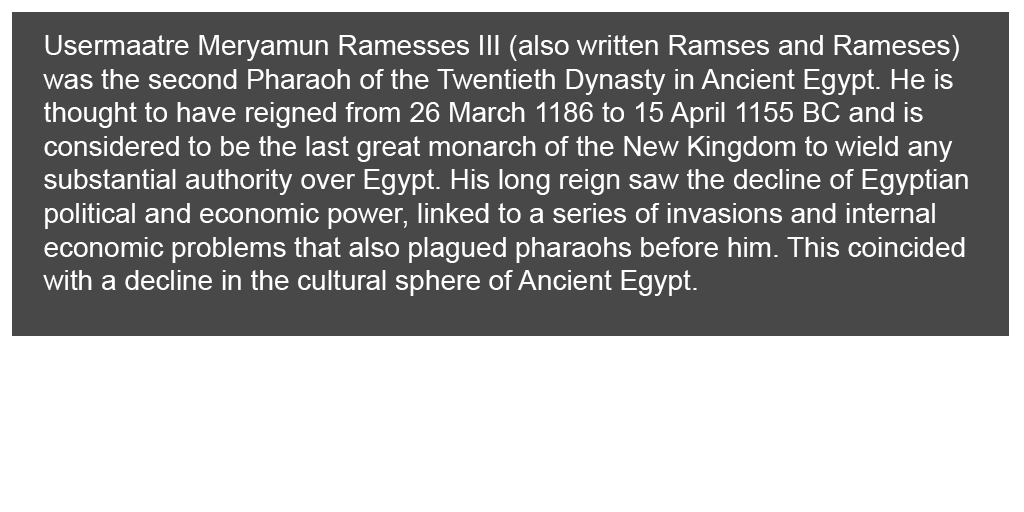 Usermaatre Meryamun Ramesses III (also written Ramses and Rameses)
was the second Pharaoh of the Twentieth Dynasty in Ancient Egypt. He is
thought to have reigned from 26 March 1186 to 15 April 1155 BC and is
considered to be the last great monarch of the New Kingdom to wield any
substantial authority over Egypt. His long reign saw the decline of Egyptian
political and economic power, linked to a series of invasions and internal
economic problems that also plagued pharaohs before him. This coincided
with a decline in the cultural sphere of Ancient Egypt.